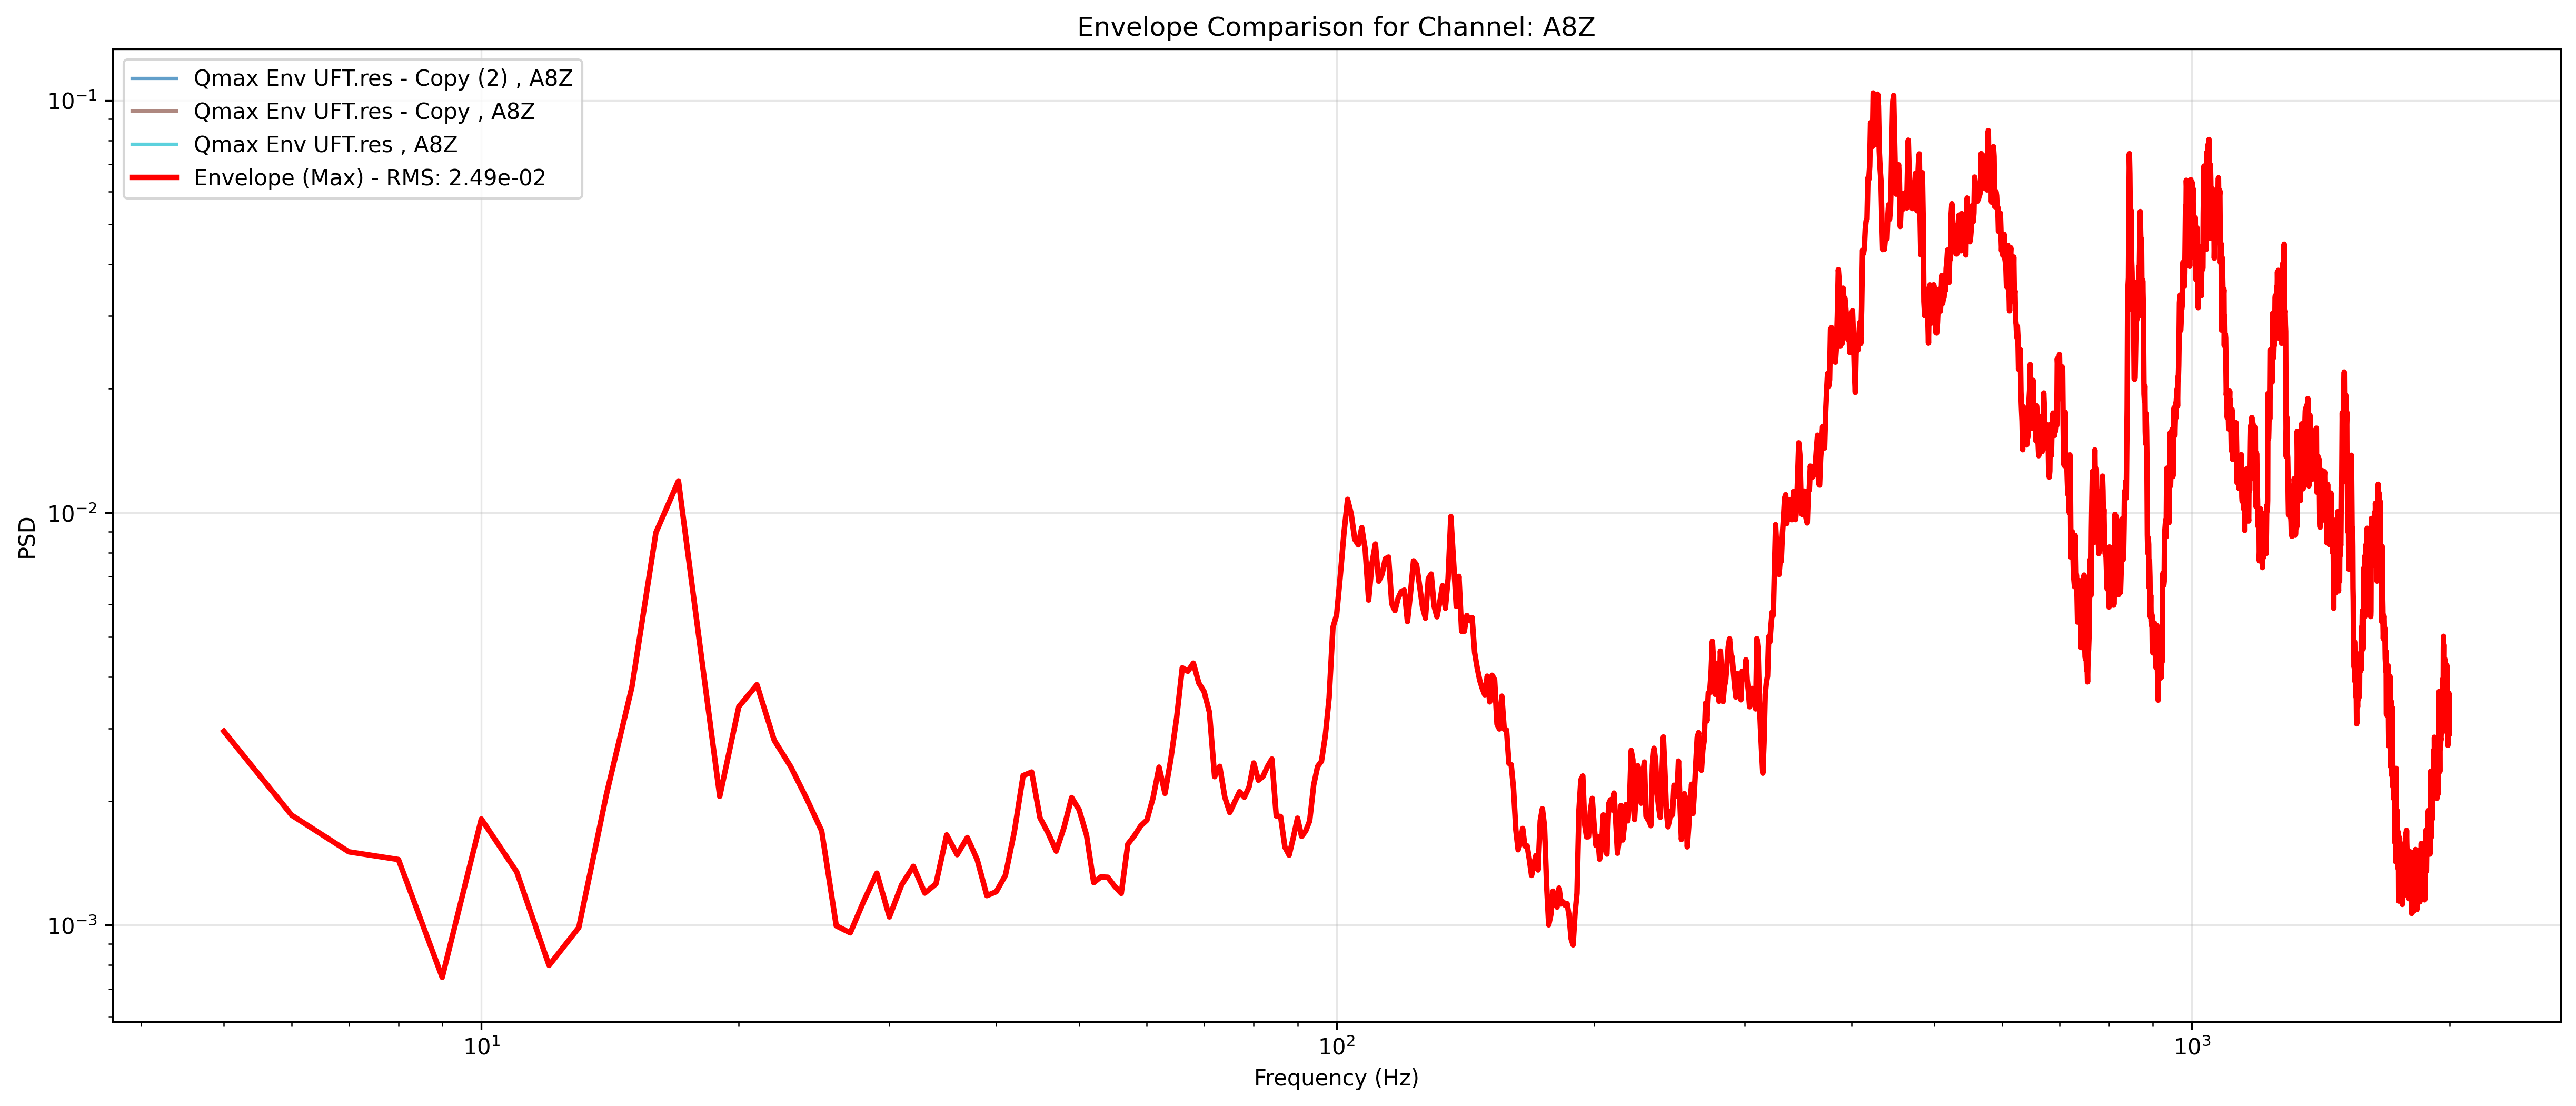 Envelope Comparison for Channel: A8Z
Qmax Env UFT.res - Copy (2) , A8Z
Qmax Env UFT.res - Copy , A8Z
Qmax Env UFT.res , A8Z
Envelope (Max) - RMS: 2.49e-02
PSD
10⁻¹
10⁻²
10⁻³
10¹ 10² 10³
Frequency (Hz)